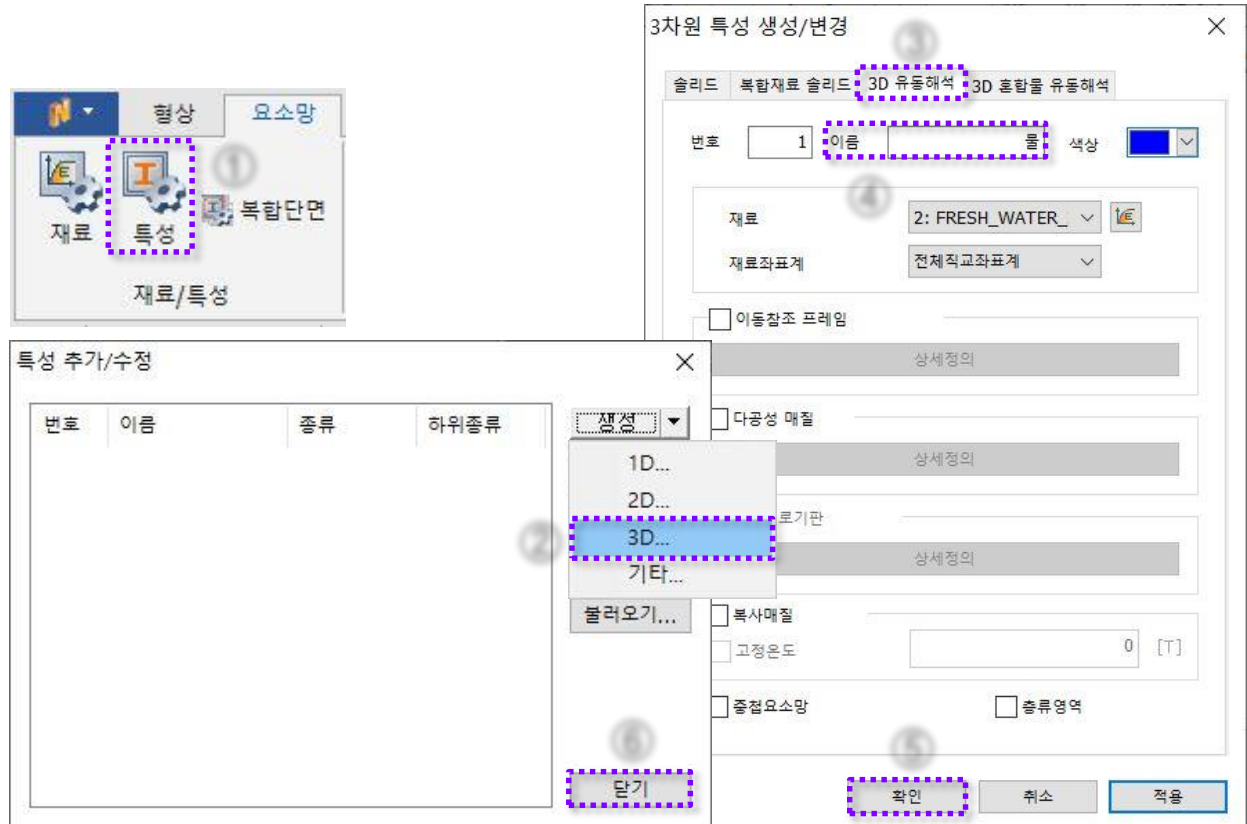 형상 요소망
①
재료 특성 복합단면
재료/특성
특성 추가/수정
번호 이름 종류 하위종류
생성
1D...
2D...
② 3D...
기타...
불러오기...
⑥
닫기
3차원 특성 생성/변경
③
솔리드 복합재료 솔리드 3D 유동해석 3D 혼합물 유동해석
번호 1 이름 물 색상
④
재료 2: FRESH_WATER_
재료좌표계 전체직교좌표계
이동참조 프레임
상세정의
다공성 매질
상세정의
로기판
상세정의
복사매질
고정온도 0 [T]
중첩요소망 층류영역
⑤
확인 취소 적용